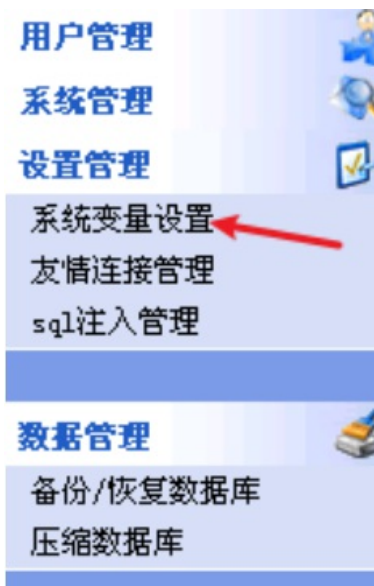 用户管理
系统管理
设置管理
系统变量设置
友情连接管理
sql注入管理
数据管理
备份/恢复数据库
压缩数据库